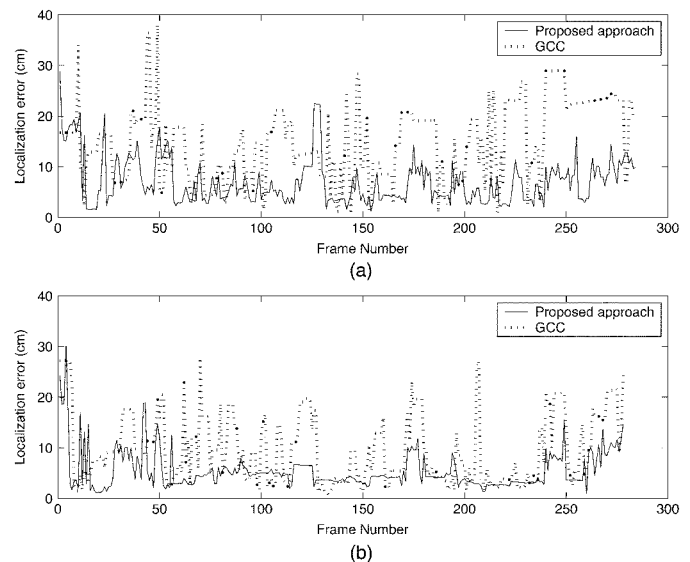 40
30
20
10
0
Localization error (cm)
Proposed approach
GCC
0 50 100 150 200 250 300
Frame Number
(a)
40
30
20
10
0
Localization error (cm)
Proposed approach
GCC
0 50 100 150 200 250 300
Frame Number
(b)